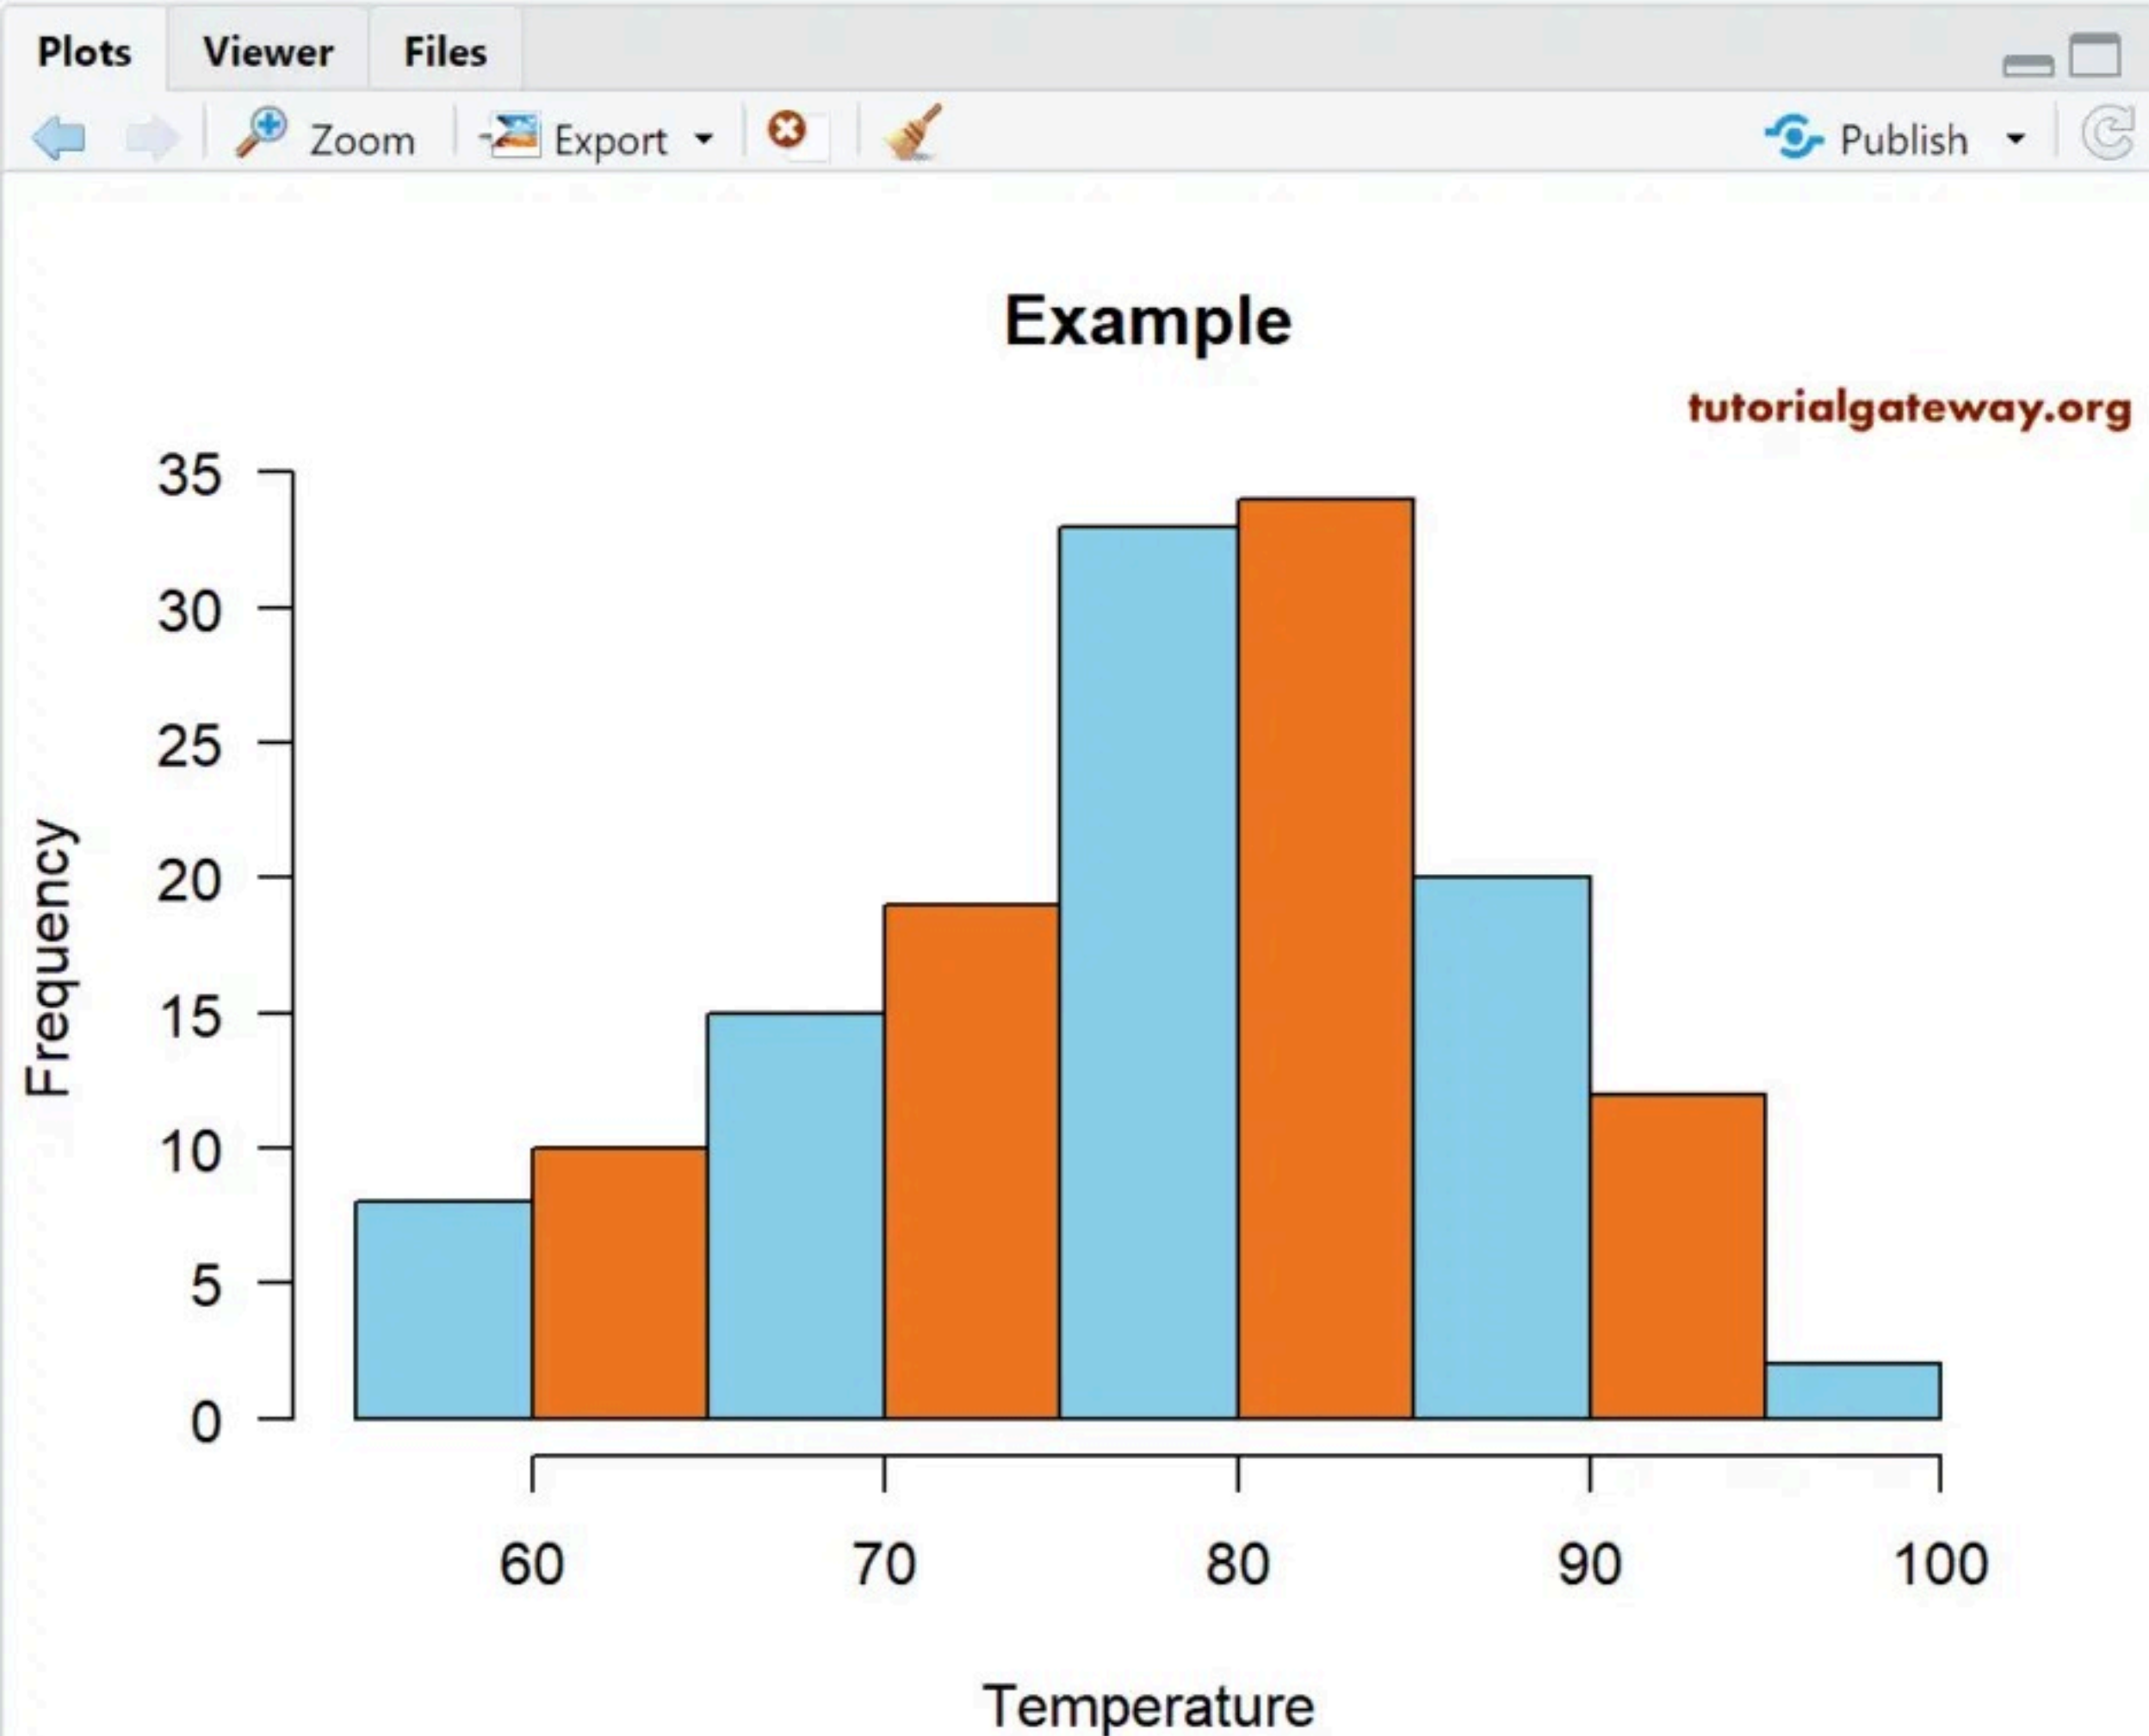 Plots Viewer Files
Zoom Export Publish
Example
tutorialgateway.org
35
30
25
20
15
10
5
0
Frequency
60 70 80 90 100
Temperature